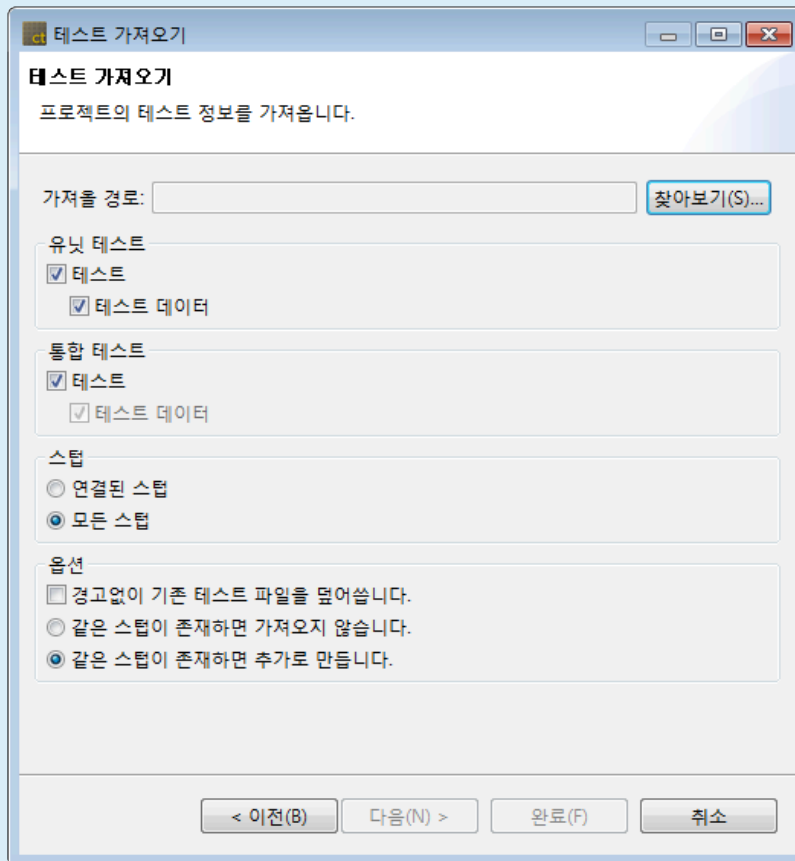 ct 테스트 가져오기
테스트 가져오기
프로젝트의 테스트 정보를 가져옵니다.
가져올 경로: 찾아보기(S)...
유닛 테스트
테스트
테스트 데이터
통합 테스트
테스트
테스트 데이터
스텁
연결된 스텁
모든 스텁
옵션
경고없이 기존 테스트 파일을 덮어씁니다.
같은 스텁이 존재하면 가져오지 않습니다.
같은 스텁이 존재하면 추가로 만듭니다.
< 이전(B) 다음(N) > 완료(F) 취소